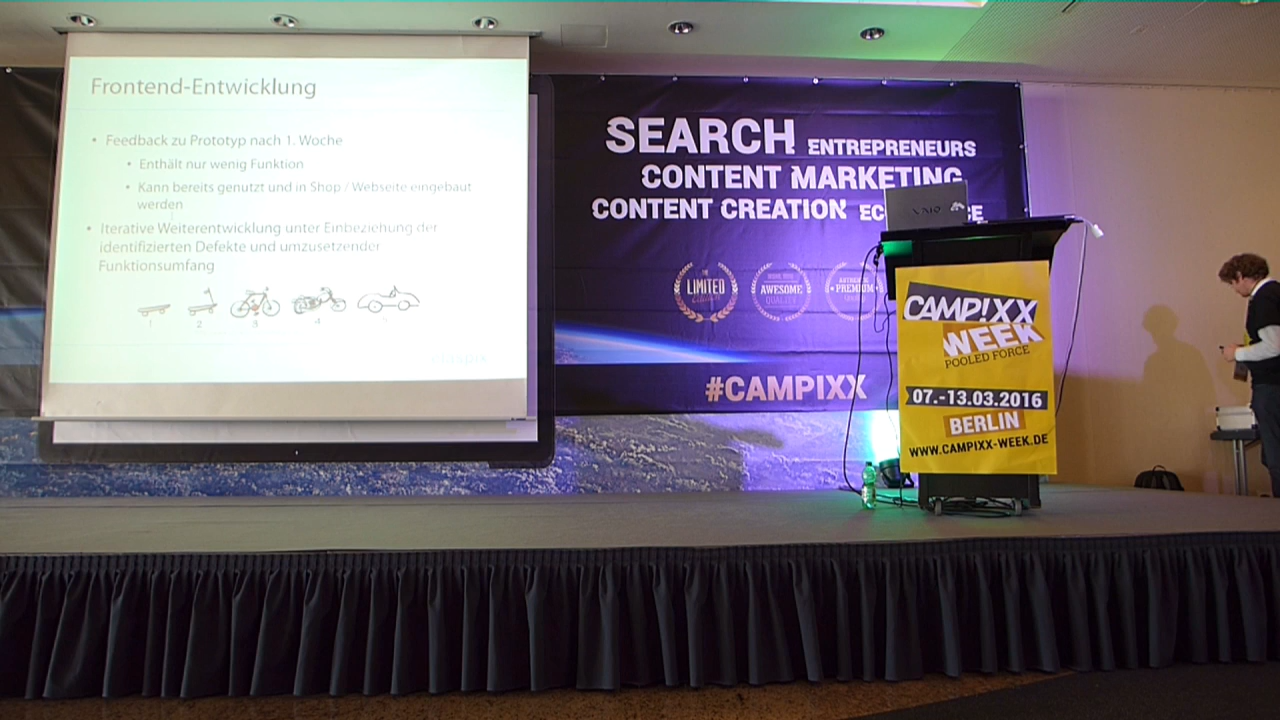 Frontend-Entwicklung
• Feedback zu Prototyp nach 1. Woche
• Enthält nur wenig Funktion
• Kann bereits genutzt und in Shop / Webseite eingebaut
werden
• Iterative Weiterentwicklung unter Einbeziehung der
identifizierten Defekte und umzusetzender
Funktionsumfang
1 2 3 4
SEARCH ENTREPRENEURS
CONTENT MARKETING
CONTENT CREATION
VAIO
THE
LIMITED
AWESOME
QUALITY
PREMIUM
#CAMPIXX
CAMP!XX
WEEK
POOLED FORCE
07.-13.03.2016
BERLIN
WWW.CAMPIXX-WEEK.DE